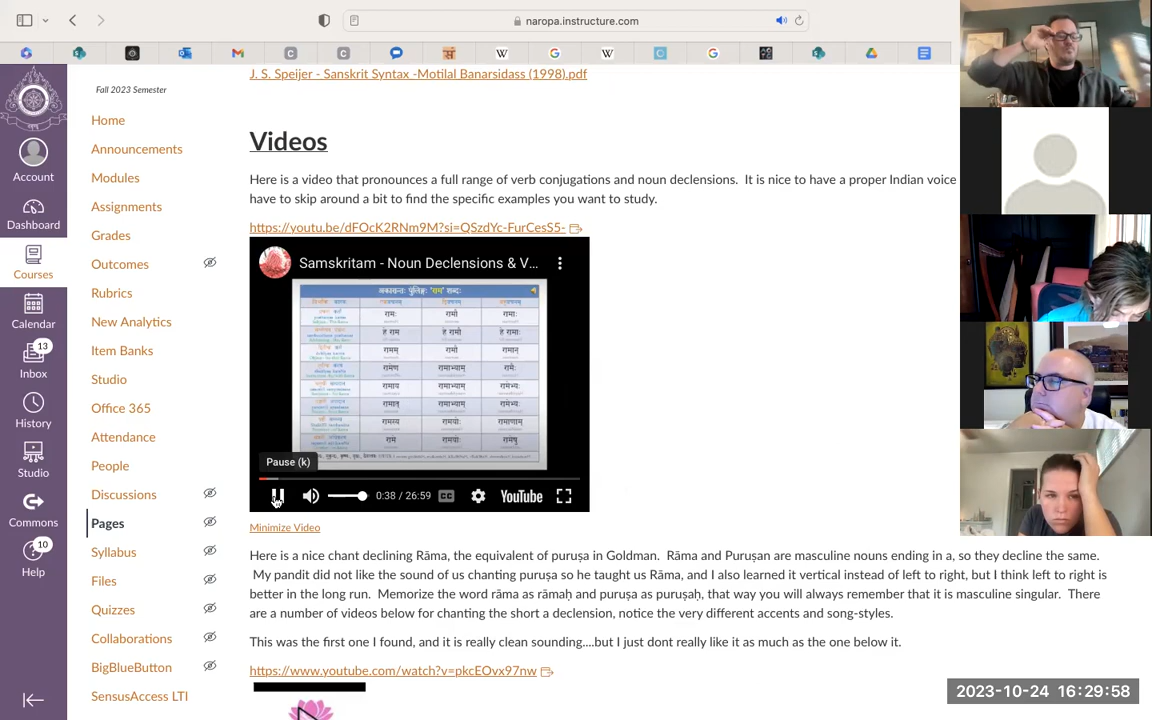 naropa.instructure.com
J. S. Speijer - Sanskrit Syntax -Motilal Banarsidass (1998).pdf
Fall 2023 Semester
Home
Announcements
Modules
Assignments
Grades
Outcomes
Rubrics
New Analytics
Item Banks
Studio
Office 365
Attendance
People
Discussions
Pages
Syllabus
Files
Quizzes
Collaborations
BigBlueButton
SensusAccess LTI
Account
Dashboard
Courses
Calendar
13
Inbox
History
Studio
Commons
10
Help
Videos
Here is a video that pronounces a full range of verb conjugations and noun declensions.  It is nice to have a proper Indian voice
have to skip around a bit to find the specific examples you want to study.
https://youtu.be/dFOcK2RNm9M?si=QSzdYc-FurCesS5-
Samskritam - Noun Declensions & V...
अकारान्तः पुंलिङ्गः 'राम' शब्दः
रामः रामौ रामाः
हे राम हे रामौ हे रामाः
रामम् रामौ रामान्
रामेण रामाभ्याम् रामैः
रामाय रामाभ्याम् रामेभ्यः
रामात् रामाभ्याम् रामेभ्यः
रामस्य रामयोः रामाणाम्
रामे रामयोः रामेषु
Pause (k)
0:38 / 26:59
CC
YouTube
Minimize Video
Here is a nice chant declining Rāma, the equivalent of puruṣa in Goldman.  Rāma and Puruṣan are masculine nouns ending in a, so they decline the same.
My pandit did not like the sound of us chanting puruṣa so he taught us Rāma, and I also learned it vertical instead of left to right, but I think left to right is
better in the long run.  Memorize the word rāma as rāmaḥ and puruṣa as puruṣaḥ, that way you will always remember that it is masculine singular.  There
are a number of videos below for chanting the short a declension, notice the very different accents and song-styles.
This was the first one I found, and it is really clean sounding....but I just dont really like it as much as the one below it.
https://www.youtube.com/watch?v=pkcEOvx97nw
2023-10-24 16:29:58